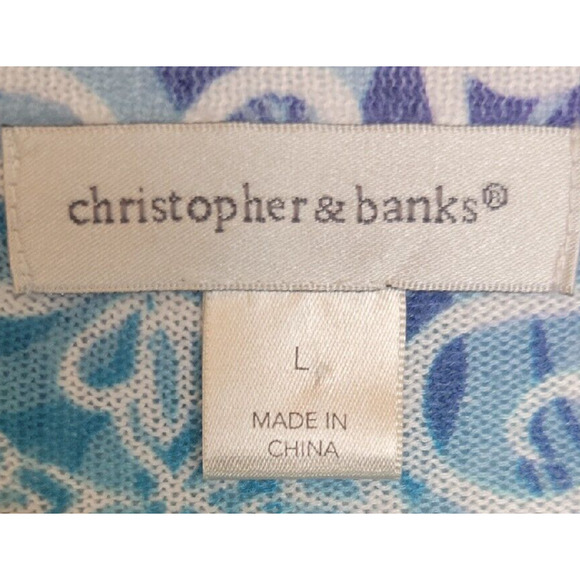 christopher & banks®
L
MADE IN
CHINA